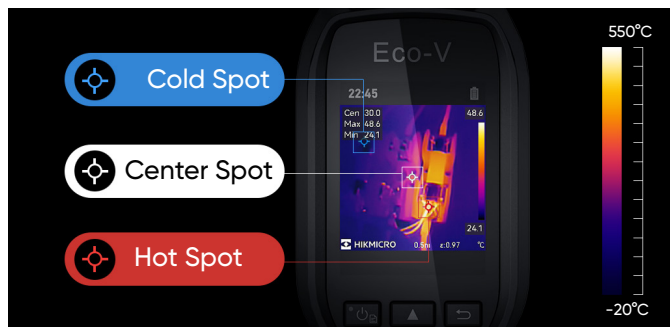 Eco-V
550°C
Cold Spot
22:45
Cen 30.0
Max 48.6
Min 24.1
48.6
Center Spot
24.1
Hot Spot
HIKMICRO
0.5m
ε:0.97
°C
-20°C